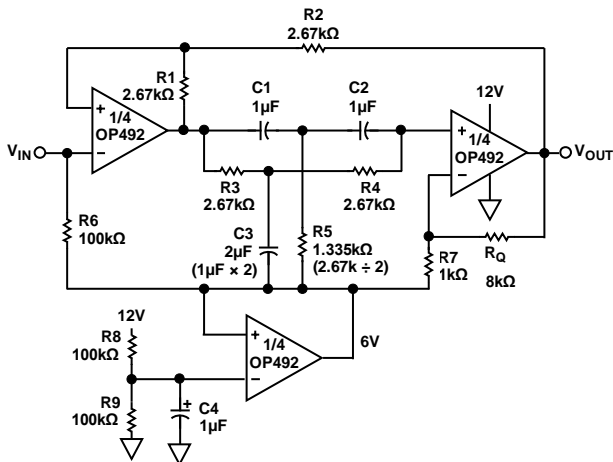 R2
2.67kΩ
R1
2.67kΩ
+
1/4
OP492
−
VIN
C1
1µF
C2
1µF
12V
+
1/4
OP492
−
VOUT
R3
2.67kΩ
R4
2.67kΩ
R6
100kΩ
C3
2µF
(1µF × 2)
R5
1.335kΩ
(2.67k ÷ 2)
R7
1kΩ
RQ
8kΩ
12V
R8
100kΩ
+
1/4
OP492
−
6V
R9
100kΩ
+
C4
1µF